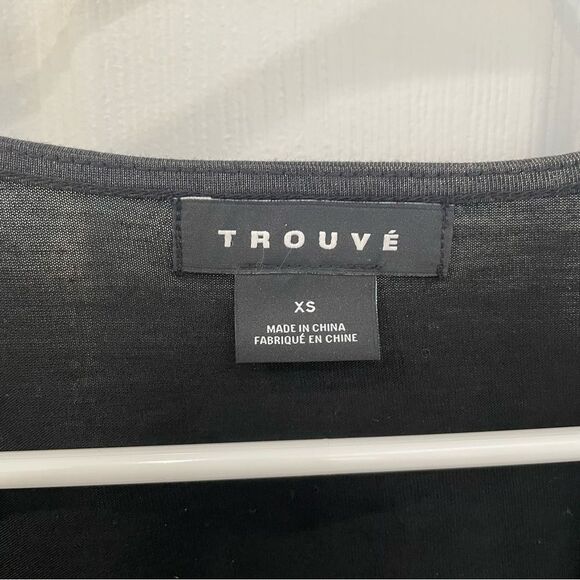 TROUVÉ
XS
MADE IN CHINA
FABRIQUÉ EN CHINE